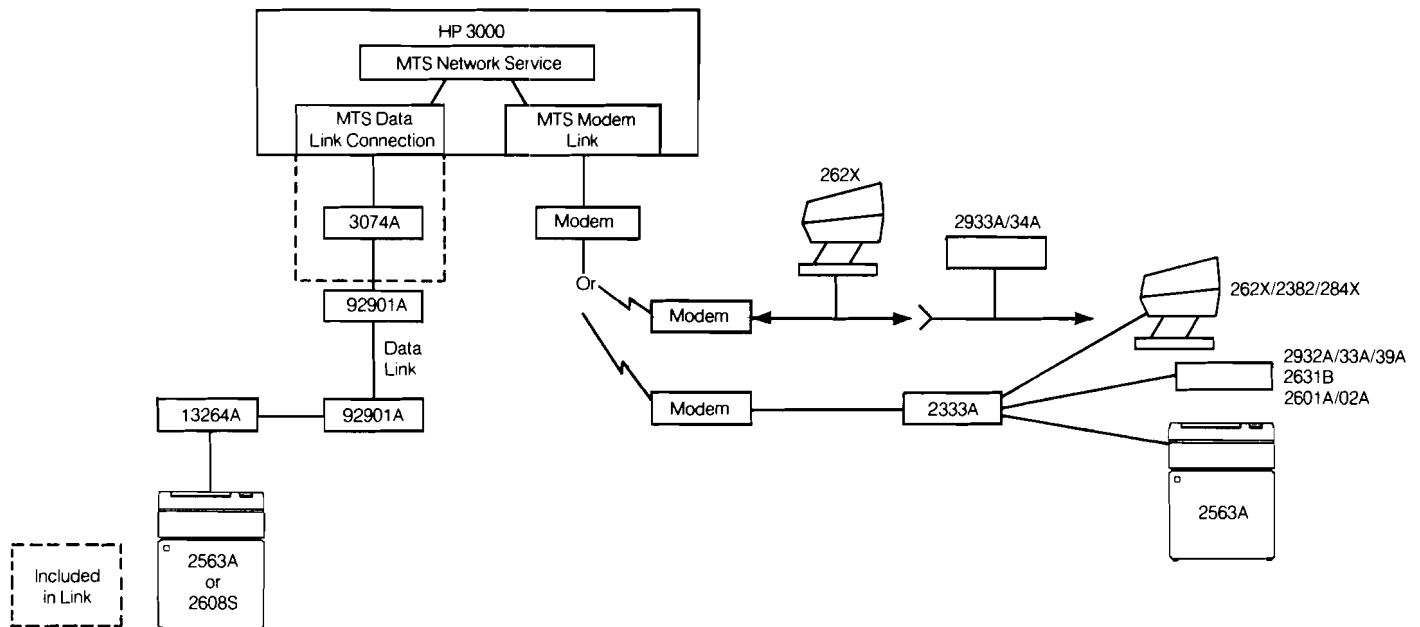 HP 3000
MTS Network Service
MTS Data
Link Connection
MTS Modem
Link
3074A
Modem
262X
2933A/34A
Or
92901A
Modem
262X/2382/284X
Data
Link
2932A/33A/39A
2631B
2601A/02A
13264A
92901A
Modem
2333A
2563A
2563A
or
2608S
Included
in Link